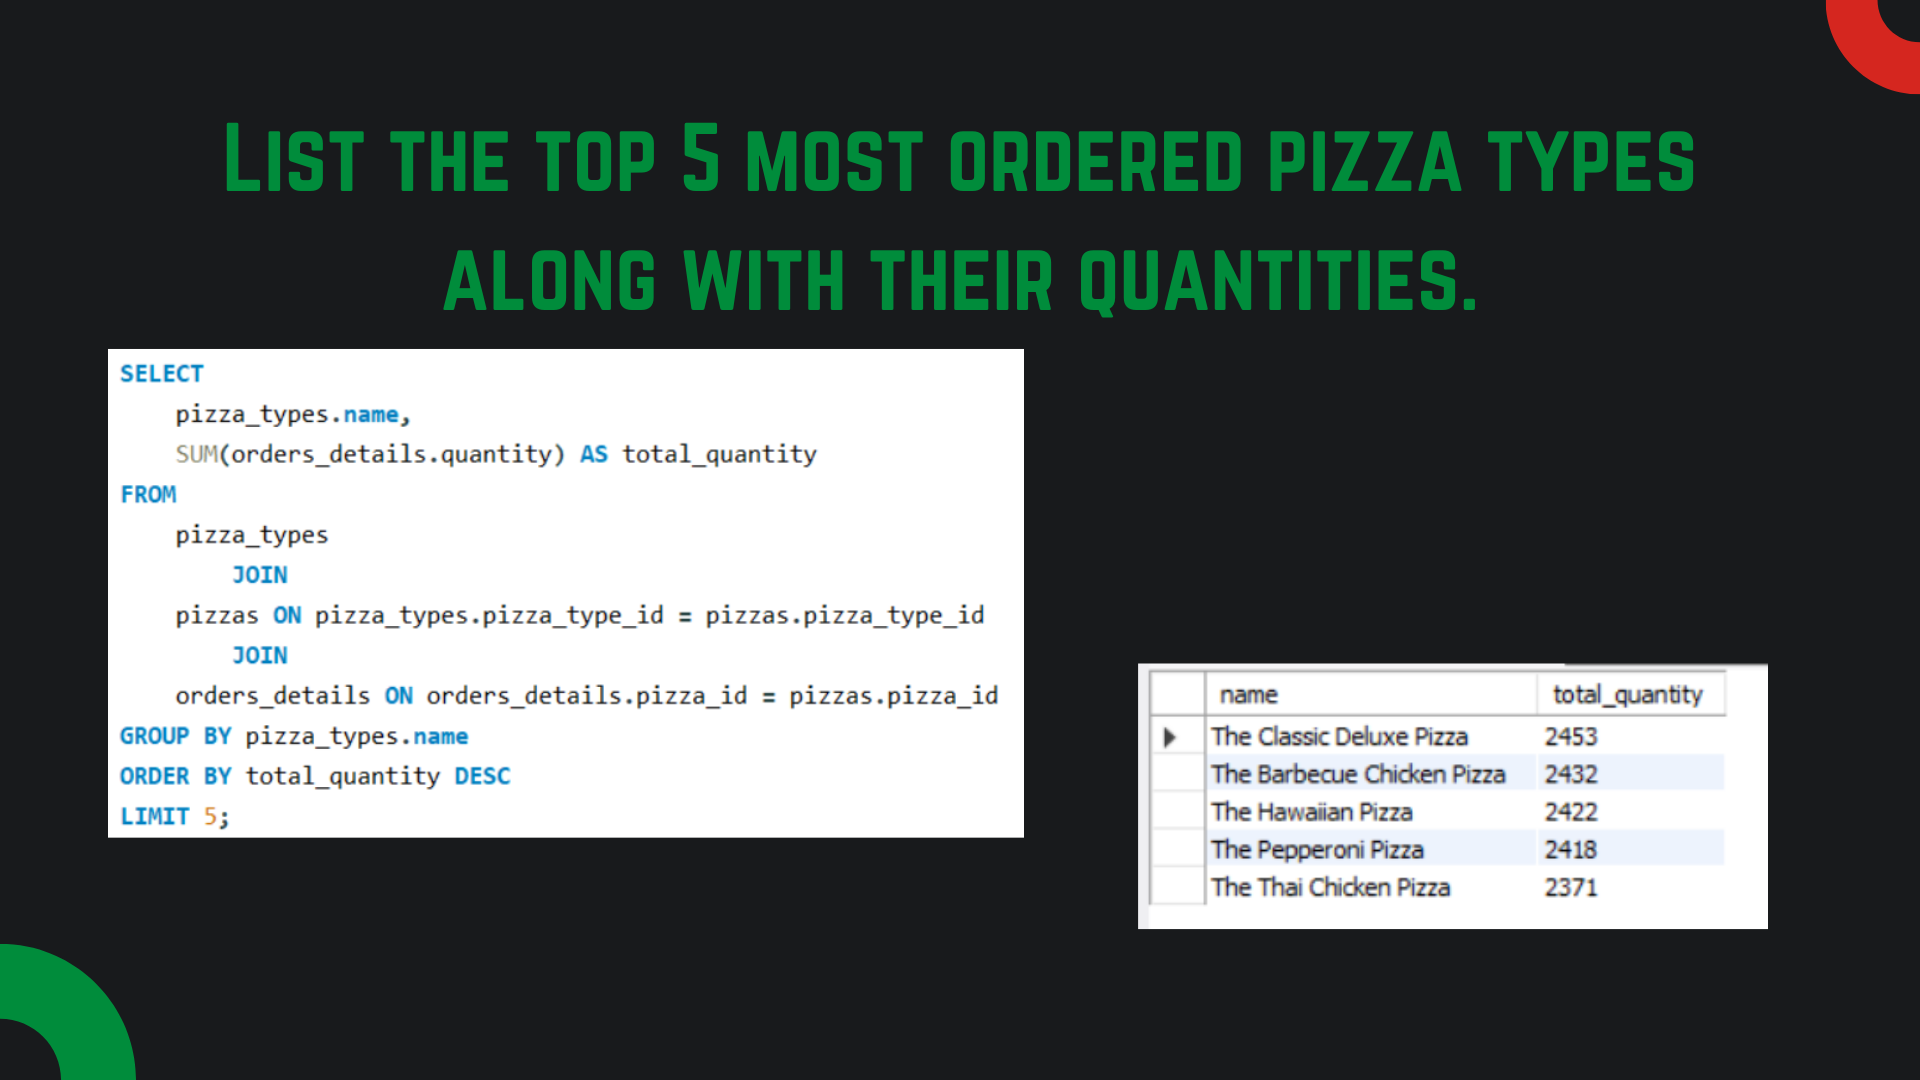 List the top 5 most ordered pizza types
along with their quantities.
SELECT
pizza_types.name,
SUM(orders_details.quantity) AS total_quantity
FROM
pizza_types
JOIN
pizzas ON pizza_types.pizza_type_id = pizzas.pizza_type_id
JOIN
orders_details ON orders_details.pizza_id = pizzas.pizza_id
GROUP BY pizza_types.name
ORDER BY total_quantity DESC
LIMIT 5;
name total_quantity
The Classic Deluxe Pizza 2453
The Barbecue Chicken Pizza 2432
The Hawaiian Pizza 2422
The Pepperoni Pizza 2418
The Thai Chicken Pizza 2371